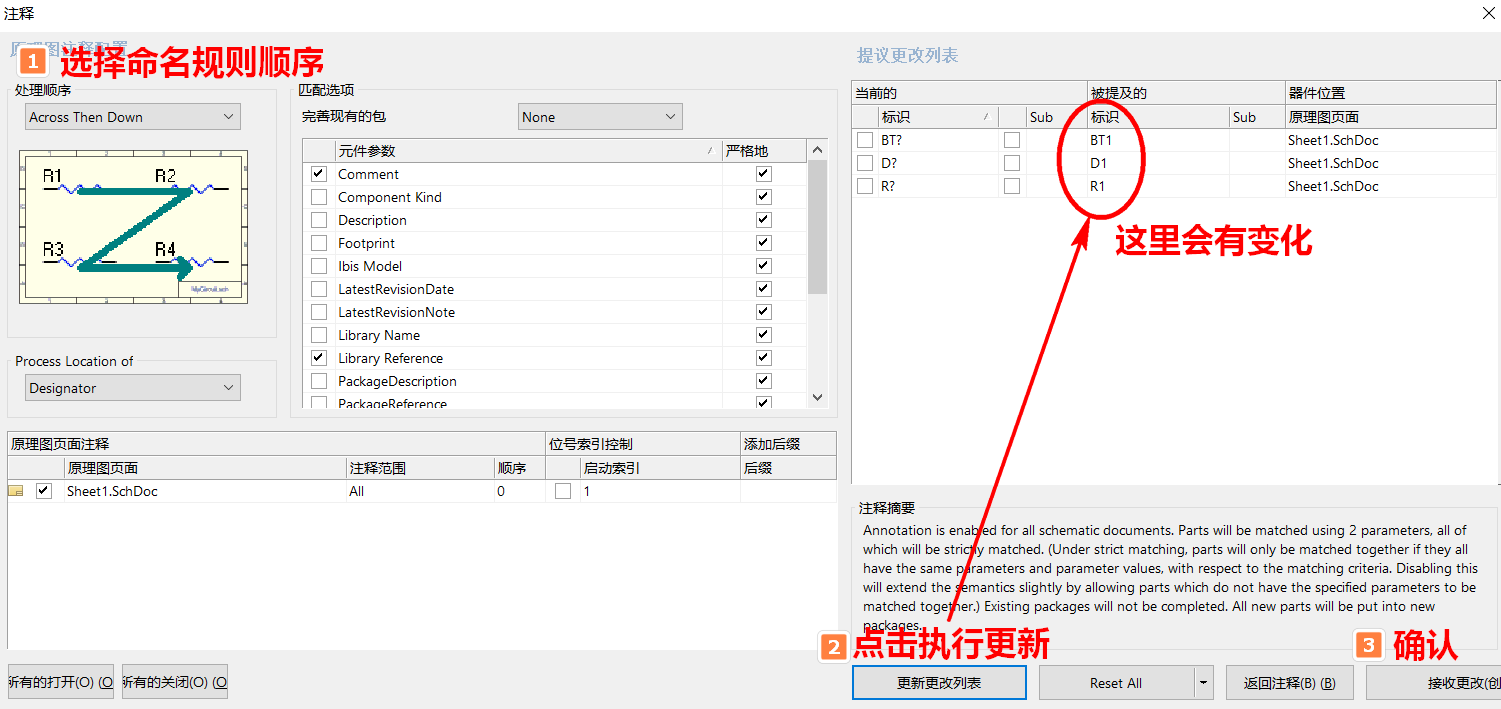 注释
原理图注释配置
1 选择命名规则顺序
处理顺序
Across Then Down
R1 R2
R3 R4
Process Location of
Designator
匹配选项
完善现有的包 None
元件参数 严格地
Comment
Component Kind
Description
Footprint
Ibis Model
LatestRevisionDate
LatestRevisionNote
Library Name
Library Reference
PackageDescription
PackageReference
原理图页面注释 位号索引控制 添加后缀
原理图页面 注释范围 顺序 启动索引 后缀
Sheet1.SchDoc All 0 1
所有的打开(O) (O
所有的关闭(O) (O
提议更改列表
当前的 被提及的 器件位置
标识 Sub 标识 Sub 原理图页面
BT? BT1 Sheet1.SchDoc
D? D1 Sheet1.SchDoc
R? R1 Sheet1.SchDoc
这里会有变化
注释摘要
Annotation is enabled for all schematic documents. Parts will be matched using 2 parameters, all of
which will be strictly matched. (Under strict matching, parts will only be matched together if they all
have the same parameters and parameter values, with respect to the matching criteria. Disabling this
will extend the semantics slightly by allowing parts which do not have the specified parameters to be
matched together.) Existing packages will not be completed. All new parts will be put into new
packages.
2 点击执行更新
3 确认
更新更改列表
Reset All
返回注释(B) (B)
接收更改(创